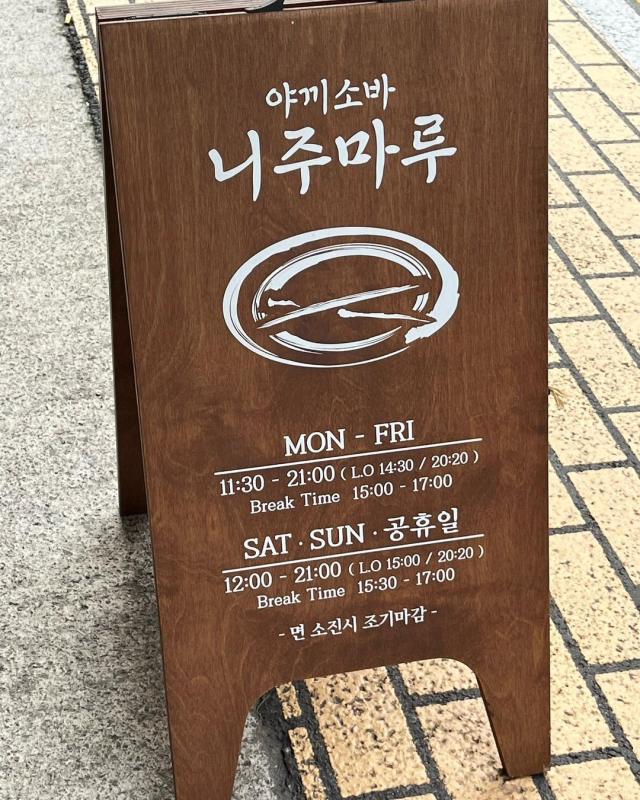 야끼소바
니주마루
MON - FRI
11:30 - 21:00 ( L.O 14:30 / 20:20 )
Break Time 15:00 - 17:00
SAT · SUN · 공휴일
12:00 - 21:00 ( L.O 15:00 / 20:20 )
Break Time 15:30 - 17:00
- 면 소진시 조기마감 -